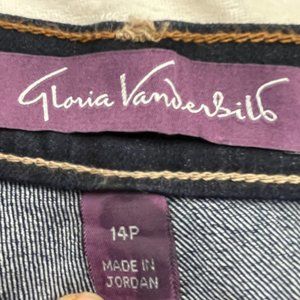 Gloria Vanderbilt
14P
MADE IN
JORDAN